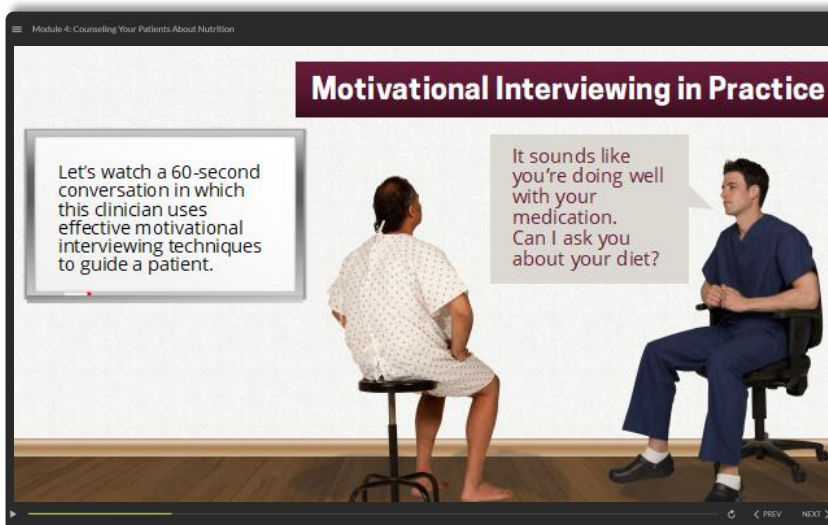 Module 4: Counseling Your Patients About Nutrition
Motivational Interviewing in Practice
Let's watch a 60-second
conversation in which
this clinician uses
effective motivational
interviewing techniques
to guide a patient.
It sounds like
you're doing well
with your
medication.
Can I ask you
about your diet?
< PREV
NEXT >